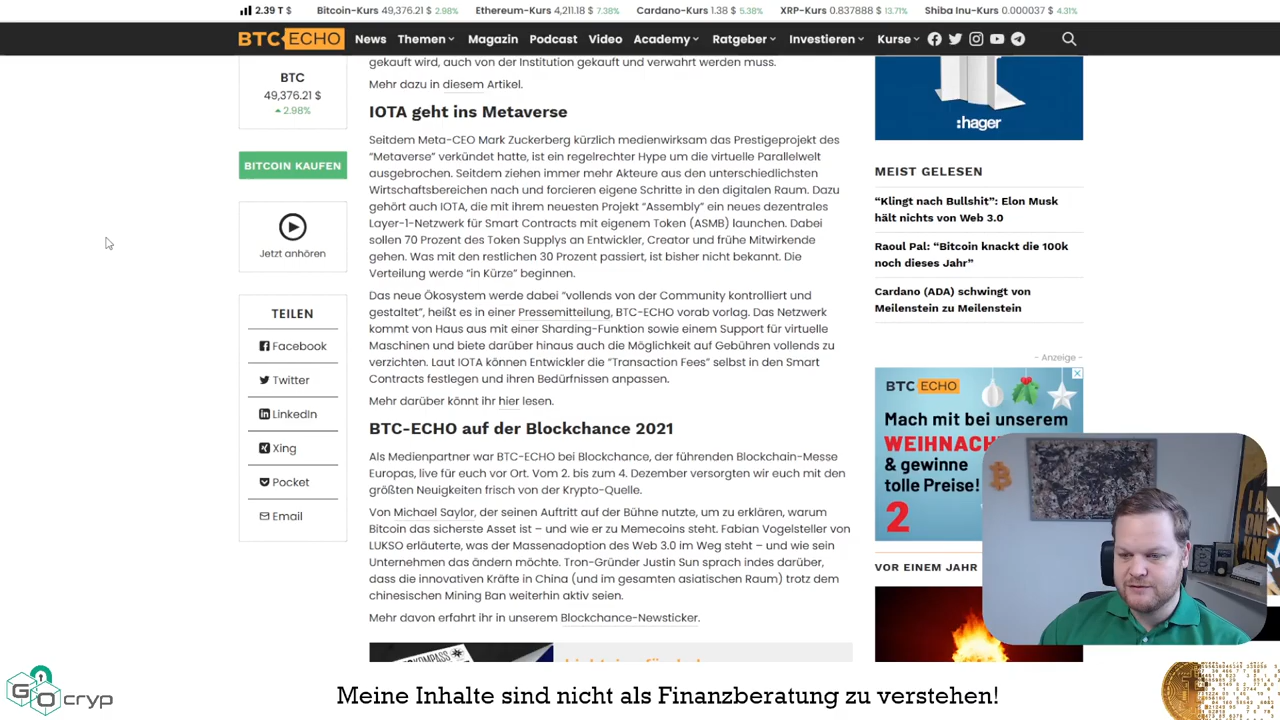 2.39 T $ Bitcoin-Kurs 49,376.21 $ 2.98% Ethereum-Kurs 4,211.18 $ 7.38% Cardano-Kurs 1.38 $ 5.38% XRP-Kurs 0.837888 $ 13.71% Shiba Inu-Kurs 0.000037 $ 4.31%
BTC-ECHO News Themen Magazin Podcast Video Academy Ratgeber Investieren Kurse
BTC
49,376.21 $
2.98%
BITCOIN KAUFEN
Jetzt anhören
TEILEN
Facebook
Twitter
LinkedIn
Xing
Pocket
Email
gekauft wird, auch von der Institution gekauft und verwahrt werden muss.
Mehr dazu in diesem Artikel.
IOTA geht ins Metaverse
Seitdem Meta-CEO Mark Zuckerberg kürzlich medienwirksam das Prestigeprojekt des
“Metaverse” verkündet hatte, ist ein regelrechter Hype um die virtuelle Parallelwelt
ausgebrochen. Seitdem ziehen immer mehr Akteure aus den unterschiedlichsten
Wirtschaftsbereichen nach und forcieren eigene Schritte in den digitalen Raum. Dazu
gehört auch IOTA, die mit ihrem neuesten Projekt “Assembly” ein neues dezentrales
Layer-1-Netzwerk für Smart Contracts mit eigenem Token (ASMB) launchen. Dabei
sollen 70 Prozent des Token Supplys an Entwickler, Creator und frühe Mitwirkende
gehen. Was mit den restlichen 30 Prozent passiert, ist bisher nicht bekannt. Die
Verteilung werde “in Kürze” beginnen.
Das neue Ökosystem werde dabei “vollends von der Community kontrolliert und
gestaltet”, heißt es in einer Pressemitteilung, BTC-ECHO vorab vorlag. Das Netzwerk
kommt von Haus aus mit einer Sharding-Funktion sowie einem Support für virtuelle
Maschinen und biete darüber hinaus auch die Möglichkeit auf Gebühren vollends zu
verzichten. Laut IOTA können Entwickler die “Transaction Fees” selbst in den Smart
Contracts festlegen und ihren Bedürfnissen anpassen.
Mehr darüber könnt ihr hier lesen.
BTC-ECHO auf der Blockchance 2021
Als Medienpartner war BTC-ECHO bei Blockchance, der führenden Blockchain-Messe
Europas, live für euch vor Ort. Vom 2. bis zum 4. Dezember versorgten wir euch mit den
größten Neuigkeiten frisch von der Krypto-Quelle.
Von Michael Saylor, der seinen Auftritt auf der Bühne nutzte, um zu erklären, warum
Bitcoin das sicherste Asset ist – und wie er zu Memecoins steht. Fabian Vogelsteller von
LUKSO erläuterte, was der Massenadoption des Web 3.0 im Weg steht – und wie sein
Unternehmen das ändern möchte. Tron-Gründer Justin Sun sprach indes darüber,
dass die innovativen Kräfte in China (und im gesamten asiatischen Raum) trotz dem
chinesischen Mining Ban weiterhin aktiv seien.
Mehr davon erfahrt ihr in unserem Blockchance-Newsticker.
:hager
MEIST GELESEN
“Klingt nach Bullshit”: Elon Musk
hält nichts von Web 3.0
Raoul Pal: “Bitcoin knackt die 100k
noch dieses Jahr”
Cardano (ADA) schwingt von
Meilenstein zu Meilenstein
- Anzeige -
BTC ECHO
Mach mit bei unserem
WEIHNA
& gewinne
tolle Preise!
2
VOR EINEM JAHR
GOcryp
Meine Inhalte sind nicht als Finanzberatung zu verstehen!